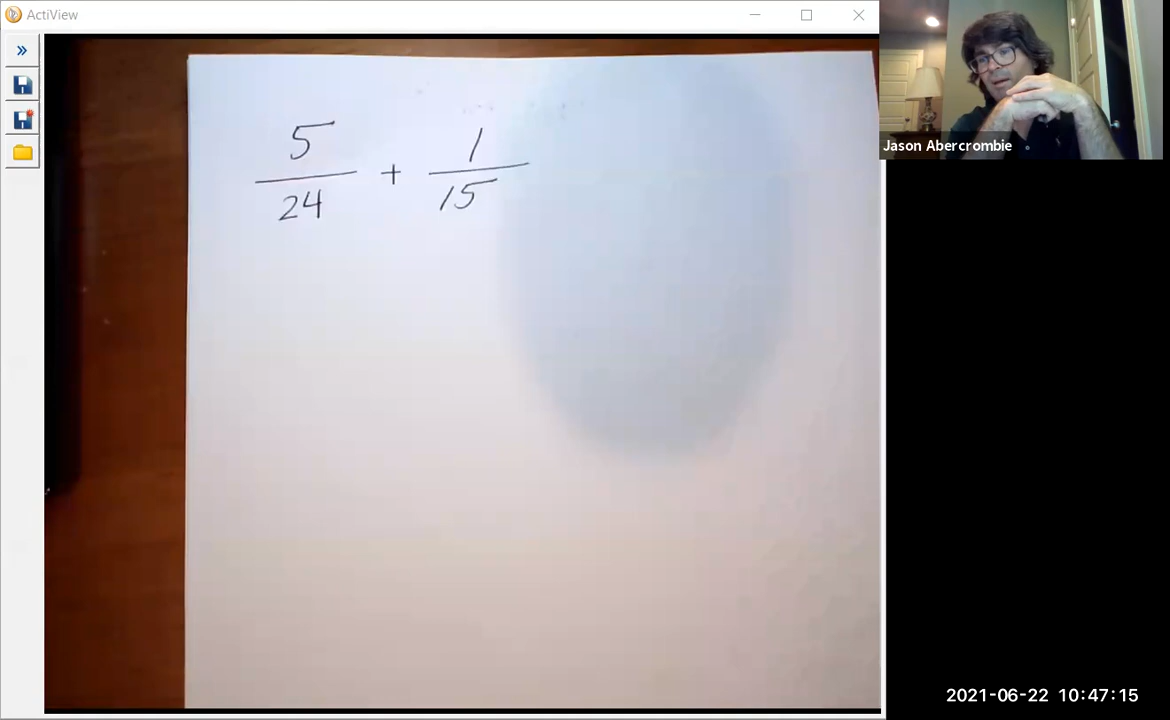 ActiView
5/24 + 1/15
Jason Abercrombie
2021-06-22 10:47:15